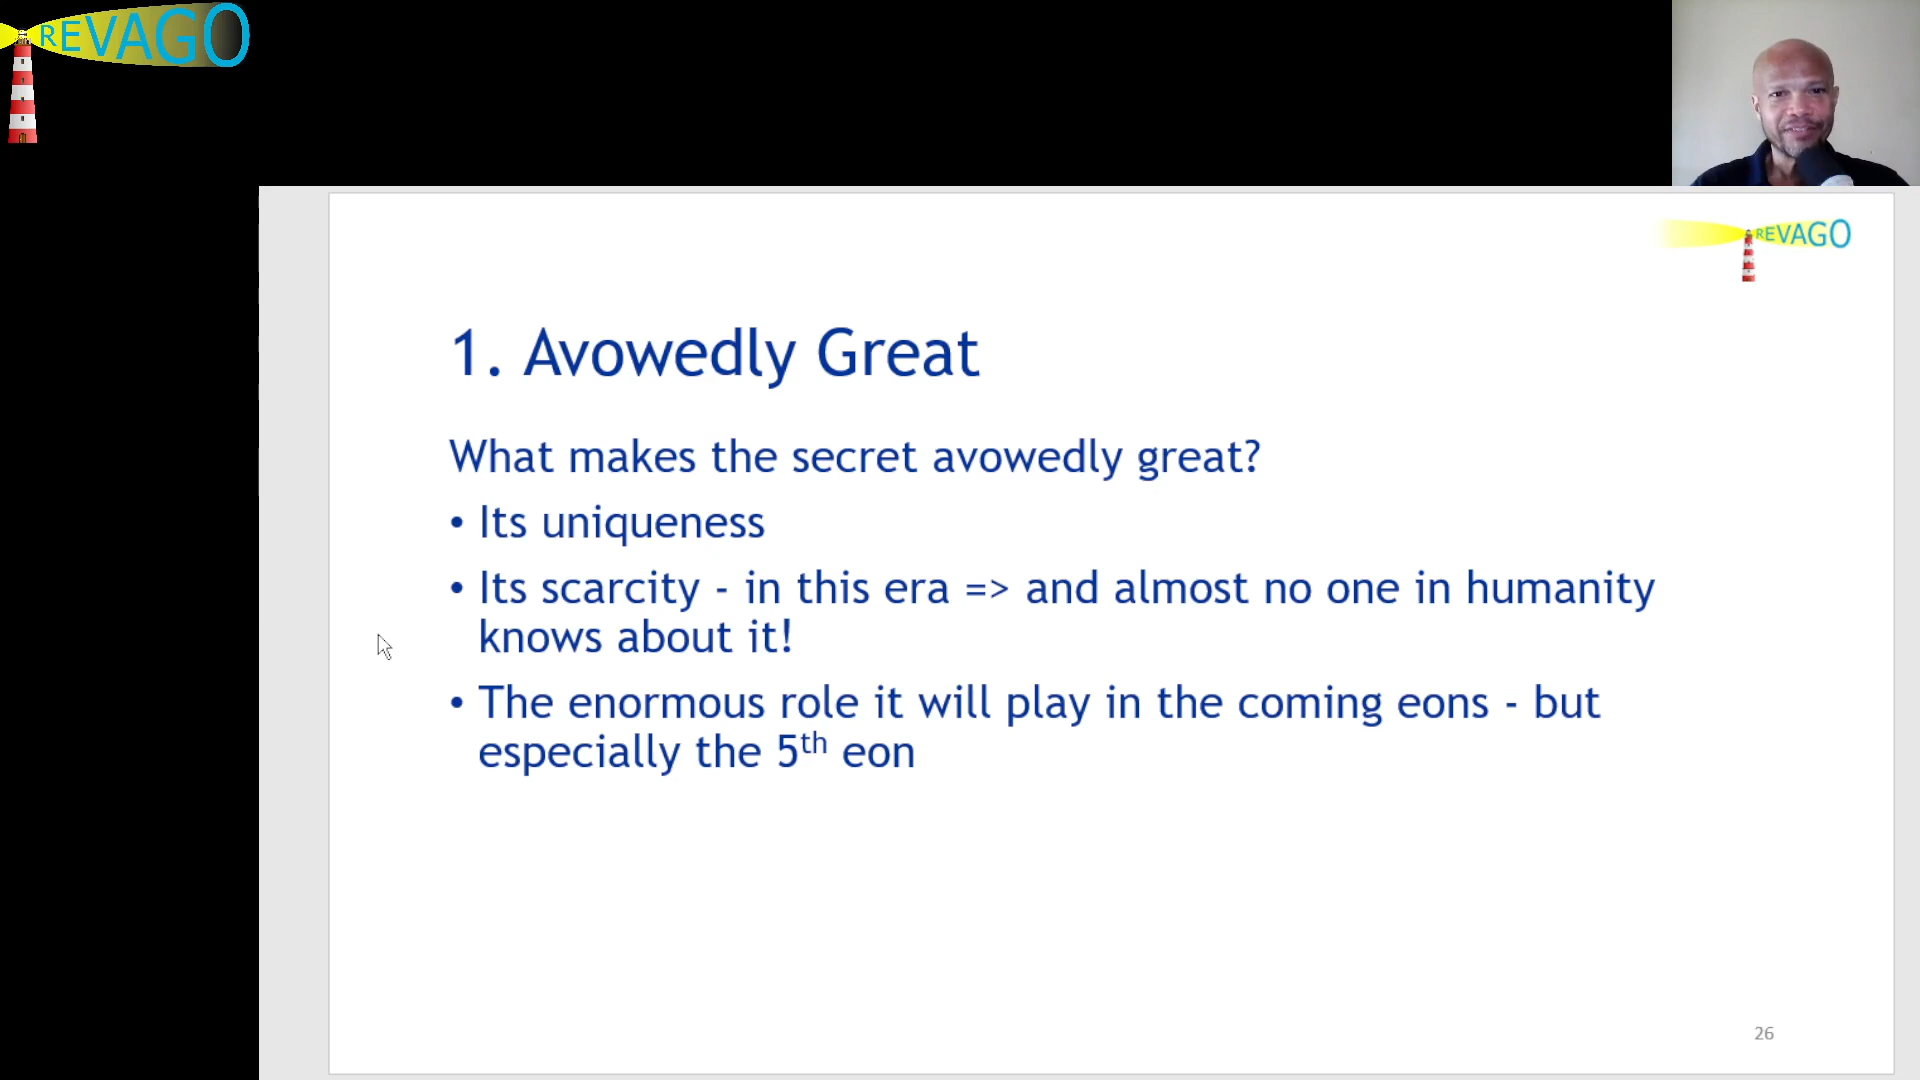 REVAGO
REVAGO
1. Avowedly Great
What makes the secret avowedly great?
• Its uniqueness
• Its scarcity - in this era => and almost no one in humanity
knows about it!
• The enormous role it will play in the coming eons - but
especially the 5th eon
26